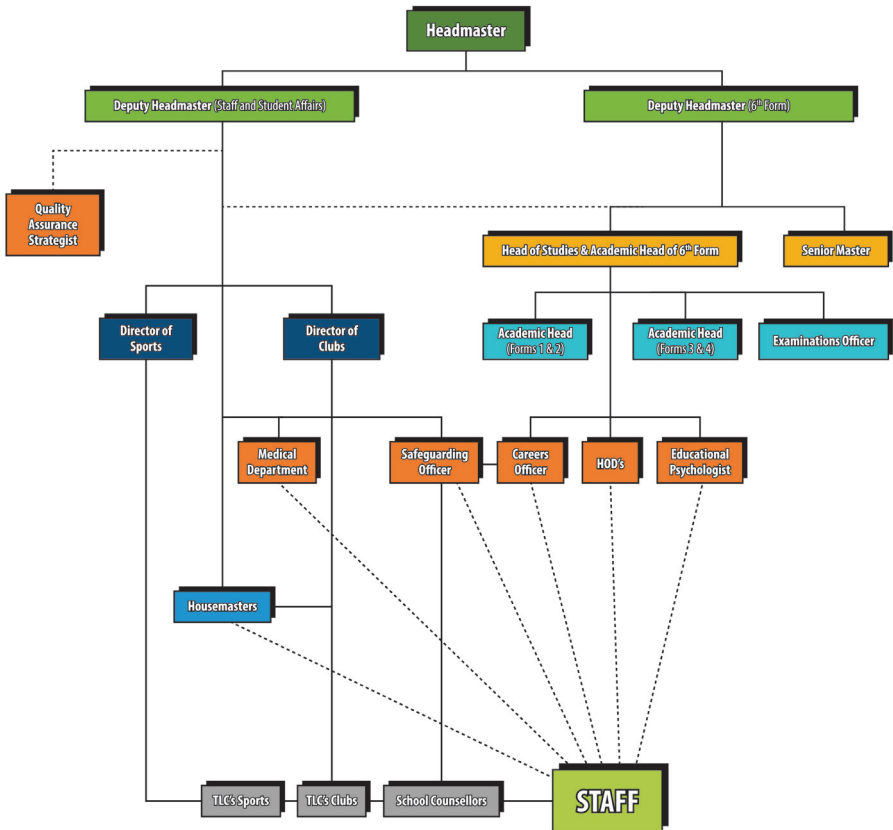 Headmaster
Deputy Headmaster (Staff and Student Affairs)
Deputy Headmaster (6th Form)
Quality
Assurance
Strategist
Head of Studies & Academic Head of 6th Form
Senior Master
Director of
Sports
Director of
Clubs
Academic Head
(Forms 1 & 2)
Academic Head
(Forms 3 & 4)
Examinations Officer
Medical
Department
Safeguarding
Officer
Careers
Officer
HOD's
Educational
Psychologist
Housemasters
TLC's Sports
TLC's Clubs
School Counsellors
STAFF